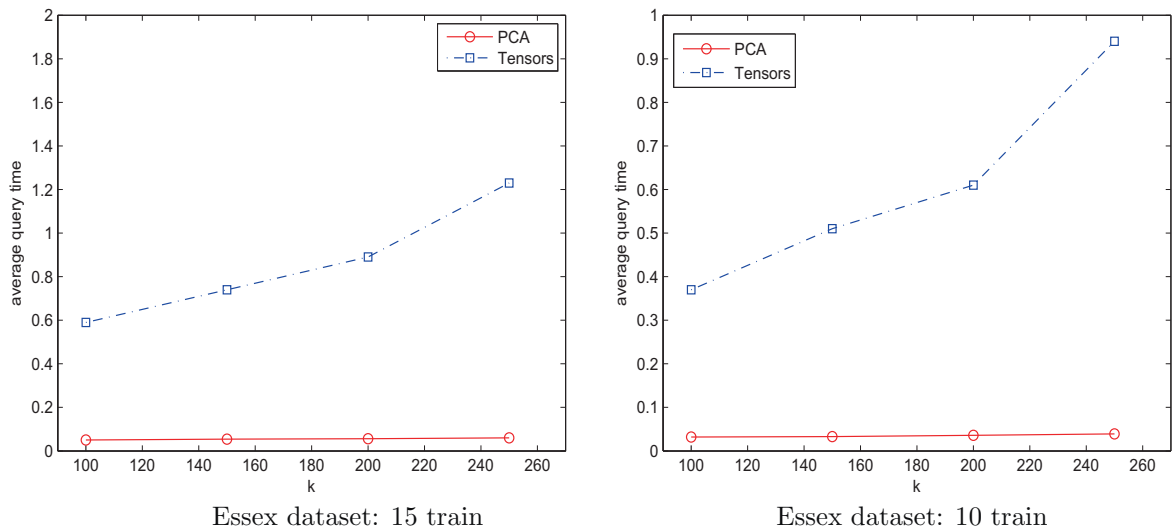 2
1.8
1.6
1.4
1.2
1
0.8
0.6
0.4
0.2
0
average query time
PCA
Tensors
100 120 140 160 180 200 220 240 260
k
Essex dataset: 15 train
1
0.9
0.8
0.7
0.6
0.5
0.4
0.3
0.2
0.1
0
average query time
PCA
Tensors
100 120 140 160 180 200 220 240 260
k
Essex dataset: 10 train